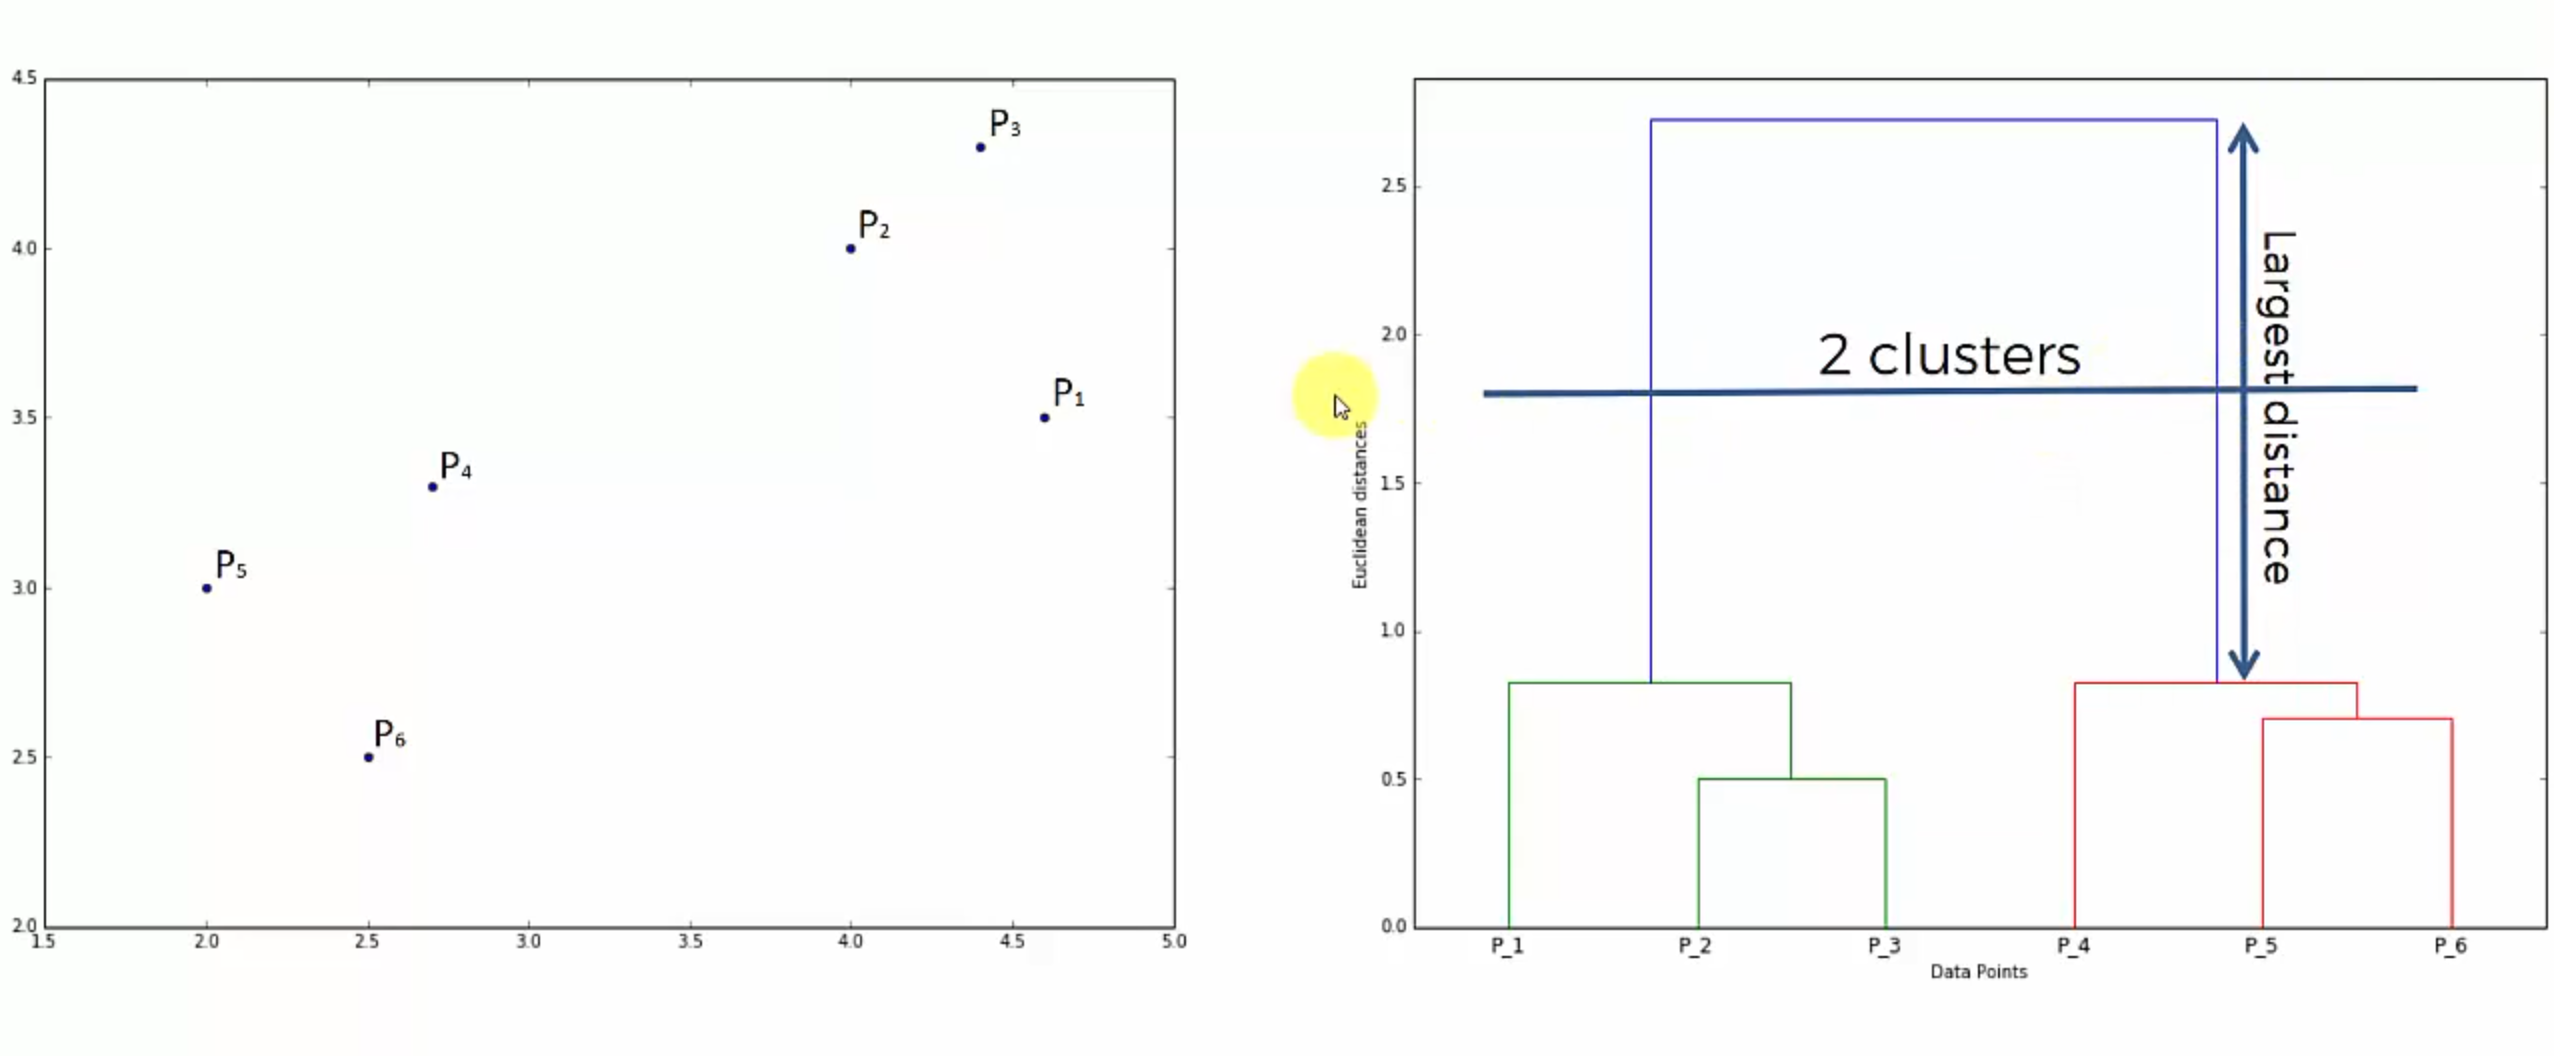 4.5
4.0
3.5
3.0
2.5
2.0
P₃
P₂
P₁
P₄
P₅
P₆
1.5 2.0 2.5 3.0 3.5 4.0 4.5 5.0
2.5
2.0
1.5
1.0
0.5
0.0
Euclidean distances
2 clusters
Largest distance
P_1 P_2 P_3 P_4 P_5 P_6
Data Points